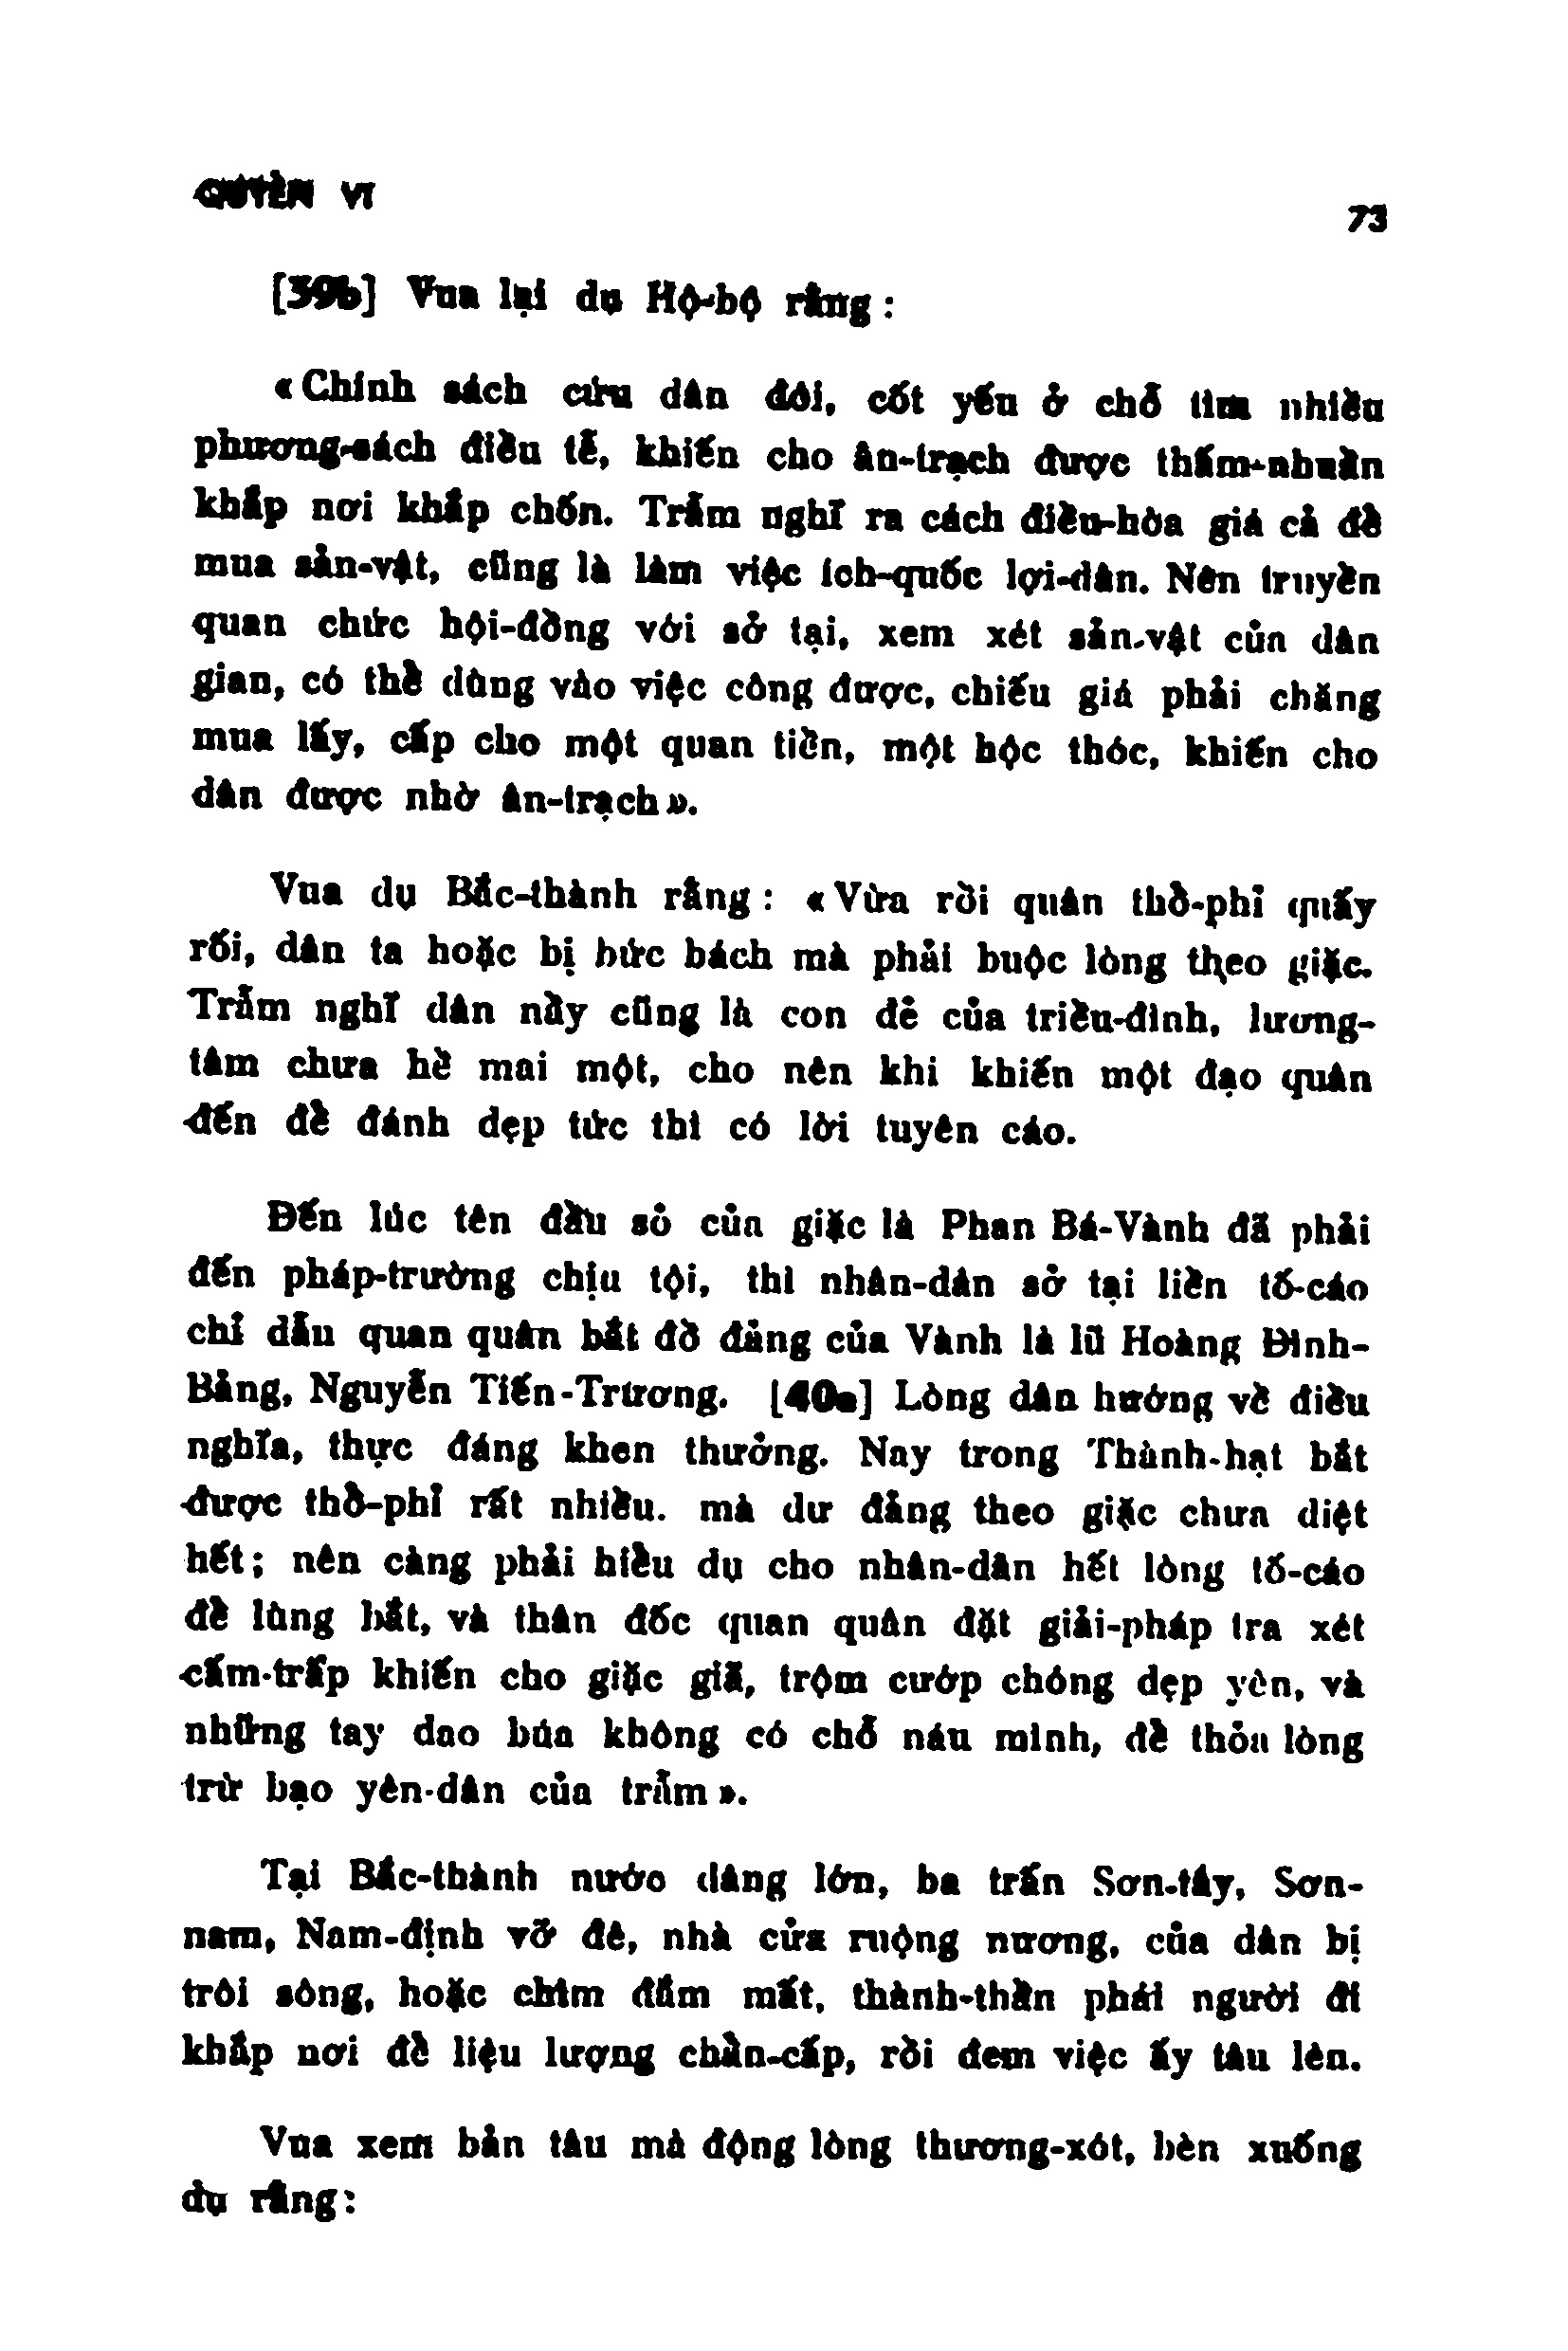 QUYỂN VI
73
[39b] Vua lại dụ Hộ-bộ rằng :
« Chính sách cứu dân đói, cốt yếu ở chỗ tìm nhiều
phương-sách điều tễ, khiến cho ân-trạch được thấm-nhuần
khắp nơi khắp chốn. Trẫm nghĩ ra cách điều-hòa giá cả để
mua sản-vật, cũng là làm việc ích-quốc lợi-dân. Nên truyền
quan chức hội-đồng với sở tại, xem xét sản-vật của dân
gian, có thể dùng vào việc công được, chiếu giá phải chăng
mua lấy, cấp cho một quan tiền, một hộc thóc, khiến cho
dân được nhờ ân-trạch ».
Vua dụ Bắc-thành rằng : « Vừa rồi quân thổ-phỉ quấy
rối, dân ta hoặc bị bức bách mà phải buộc lòng theo giặc.
Trẫm nghĩ dân nầy cũng là con đẻ của triều-đình, lương-
tâm chưa hề mai một, cho nên khi khiến một đạo quân
đến để đánh dẹp tức thì có lời tuyên cáo.
Đến lúc tên đầu sỏ của giặc là Phan Bá-Vành đã phải
đến pháp-trường chịu tội, thì nhân-dân sở tại liền tố-cáo
chỉ dẫn quan quân bắt đồ đảng của Vành là lũ Hoàng Đình-
Bảng, Nguyễn Tiến-Trương. [40a] Lòng dân hướng về điều
nghĩa, thực đáng khen thưởng. Nay trong Thành-hạt bắt
được thổ-phỉ rất nhiều. mà dư đảng theo giặc chưa diệt
hết ; nên càng phải hiểu dụ cho nhân-dân hết lòng tố-cáo
để lùng bắt, và thân đốc quan quân đặt giải-pháp tra xét
cấm-trấp khiến cho giặc giã, trộm cướp chóng dẹp yên, và
những tay dao búa không có chỗ náu mình, để thỏa lòng
trừ bạo yên-dân của trẫm ».
Tại Bắc-thành nước dâng lớn, ba trấn Sơn-tây, Sơn-
nam, Nam-định vỡ đê, nhà cửa ruộng nương, của dân bị
trôi sông, hoặc chìm đắm mất, thành-thần phái người đi
khắp nơi để liệu lượng chẩn-cấp, rồi đem việc ấy tâu lên.
Vua xem bản tâu mà động lòng thương-xót, bèn xuống
dụ rằng :